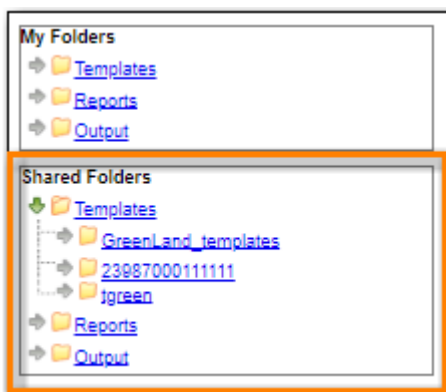 My Folders
Templates
Reports
Output
Shared Folders
Templates
GreenLand_templates
23987000111111
tgreen
Reports
Output